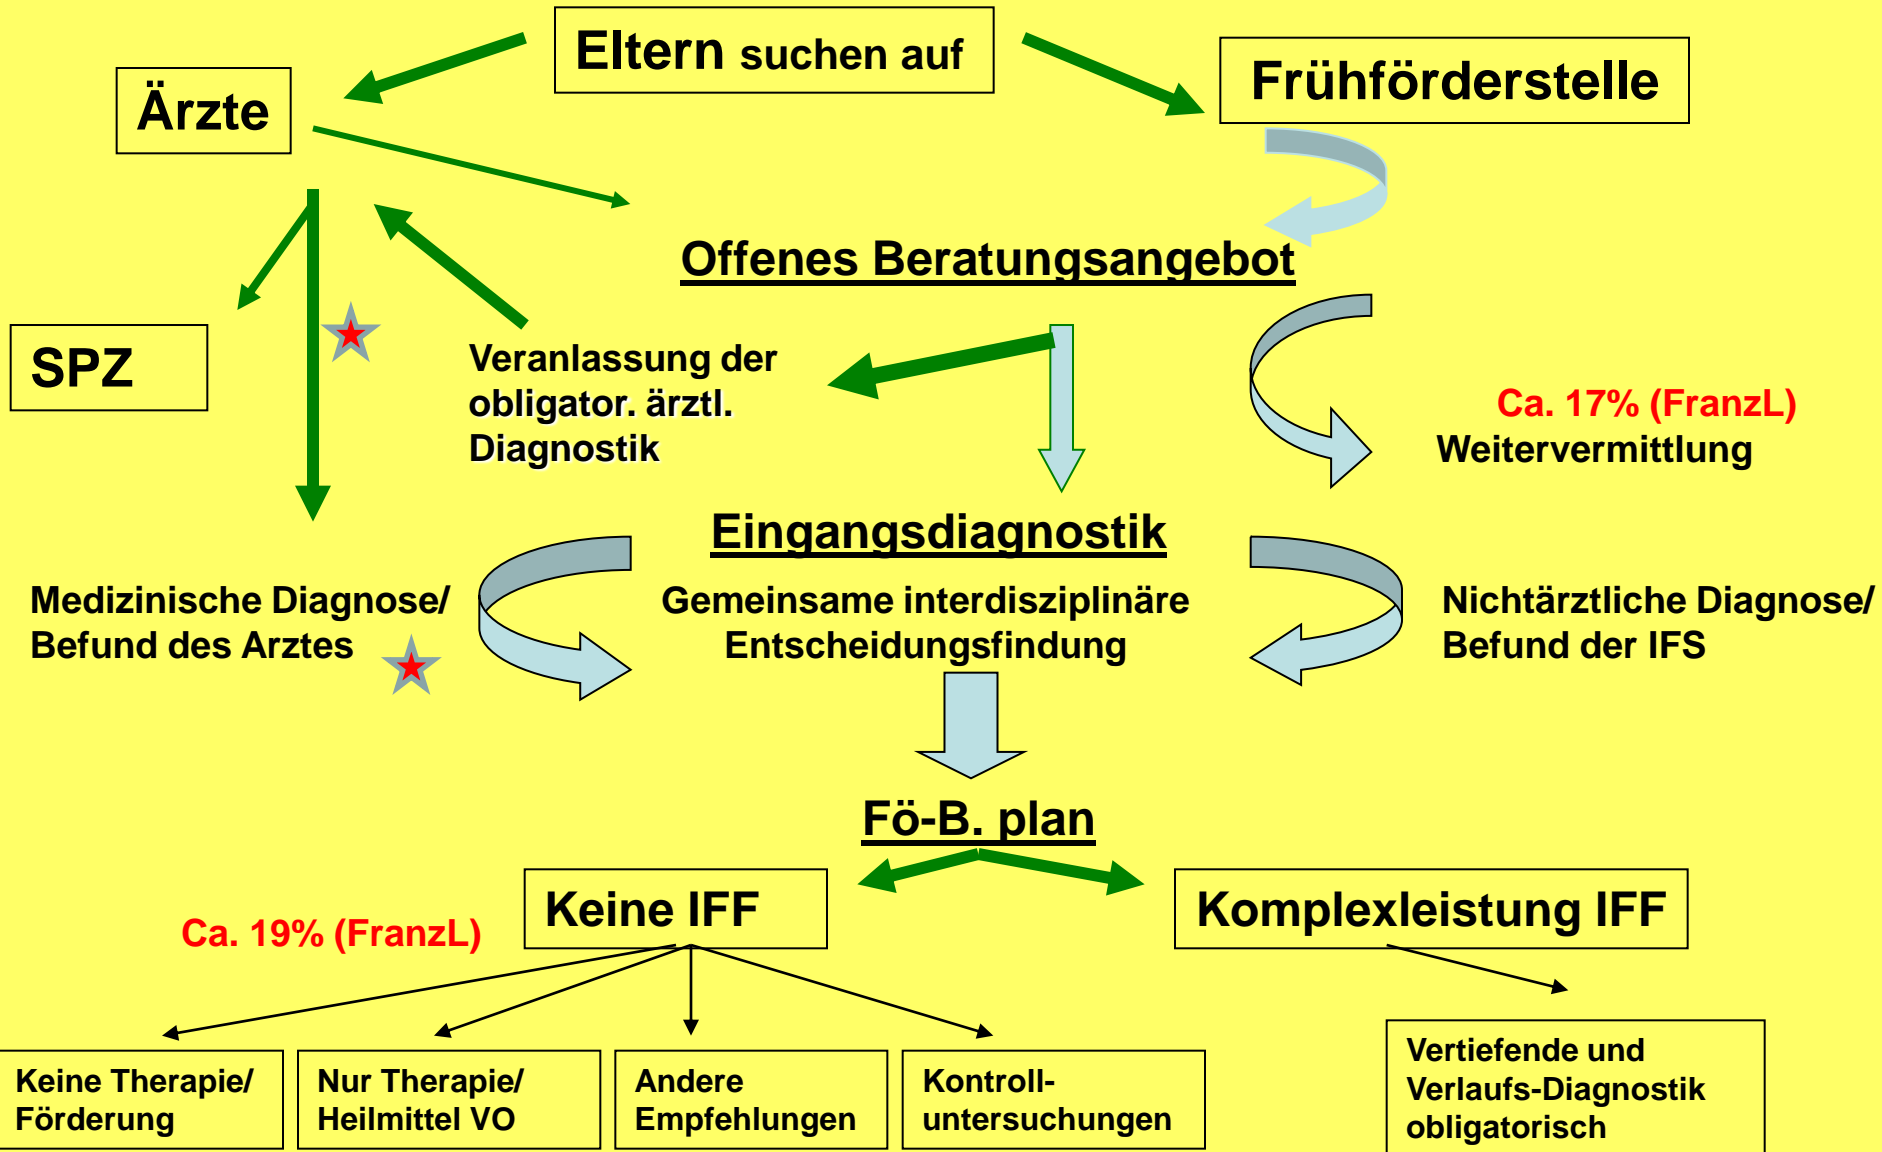 Eltern suchen auf
Ärzte
Frühförderstelle
Offenes Beratungsangebot
SPZ
Veranlassung der
obligator. ärztl.
Diagnostik
Ca. 17% (FranzL)
Weitervermittlung
Eingangsdiagnostik
Medizinische Diagnose/
Befund des Arztes
Gemeinsame interdisziplinäre
Entscheidungsfindung
Nichtärztliche Diagnose/
Befund der IFS
Fö-B. plan
Ca. 19% (FranzL)
Keine IFF
Komplexleistung IFF
Keine Therapie/
Förderung
Nur Therapie/
Heilmittel VO
Andere
Empfehlungen
Kontroll-
untersuchungen
Vertiefende und
Verlaufs-Diagnostik
obligatorisch